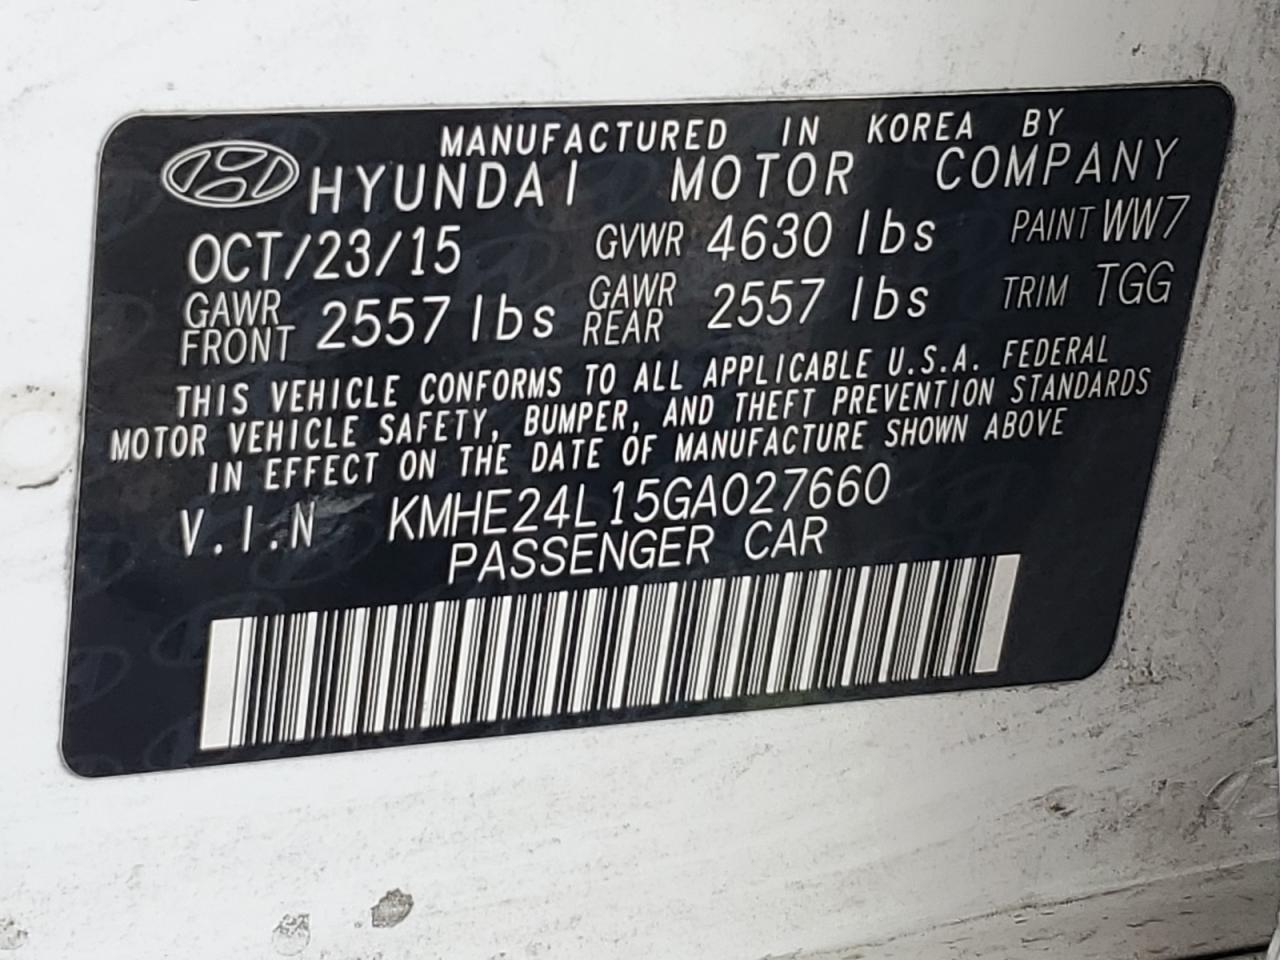 MANUFACTURED IN KOREA BY
HYUNDAI MOTOR COMPANY
OCT/23/15 GVWR 4630 lbs PAINT WW7
GAWR FRONT 2557 lbs GAWR REAR 2557 lbs TRIM TGG
THIS VEHICLE CONFORMS TO ALL APPLICABLE U.S.A. FEDERAL
MOTOR VEHICLE SAFETY, BUMPER, AND THEFT PREVENTION STANDARDS
IN EFFECT ON THE DATE OF MANUFACTURE SHOWN ABOVE
V.I.N KMHE24L15GA027660
PASSENGER CAR